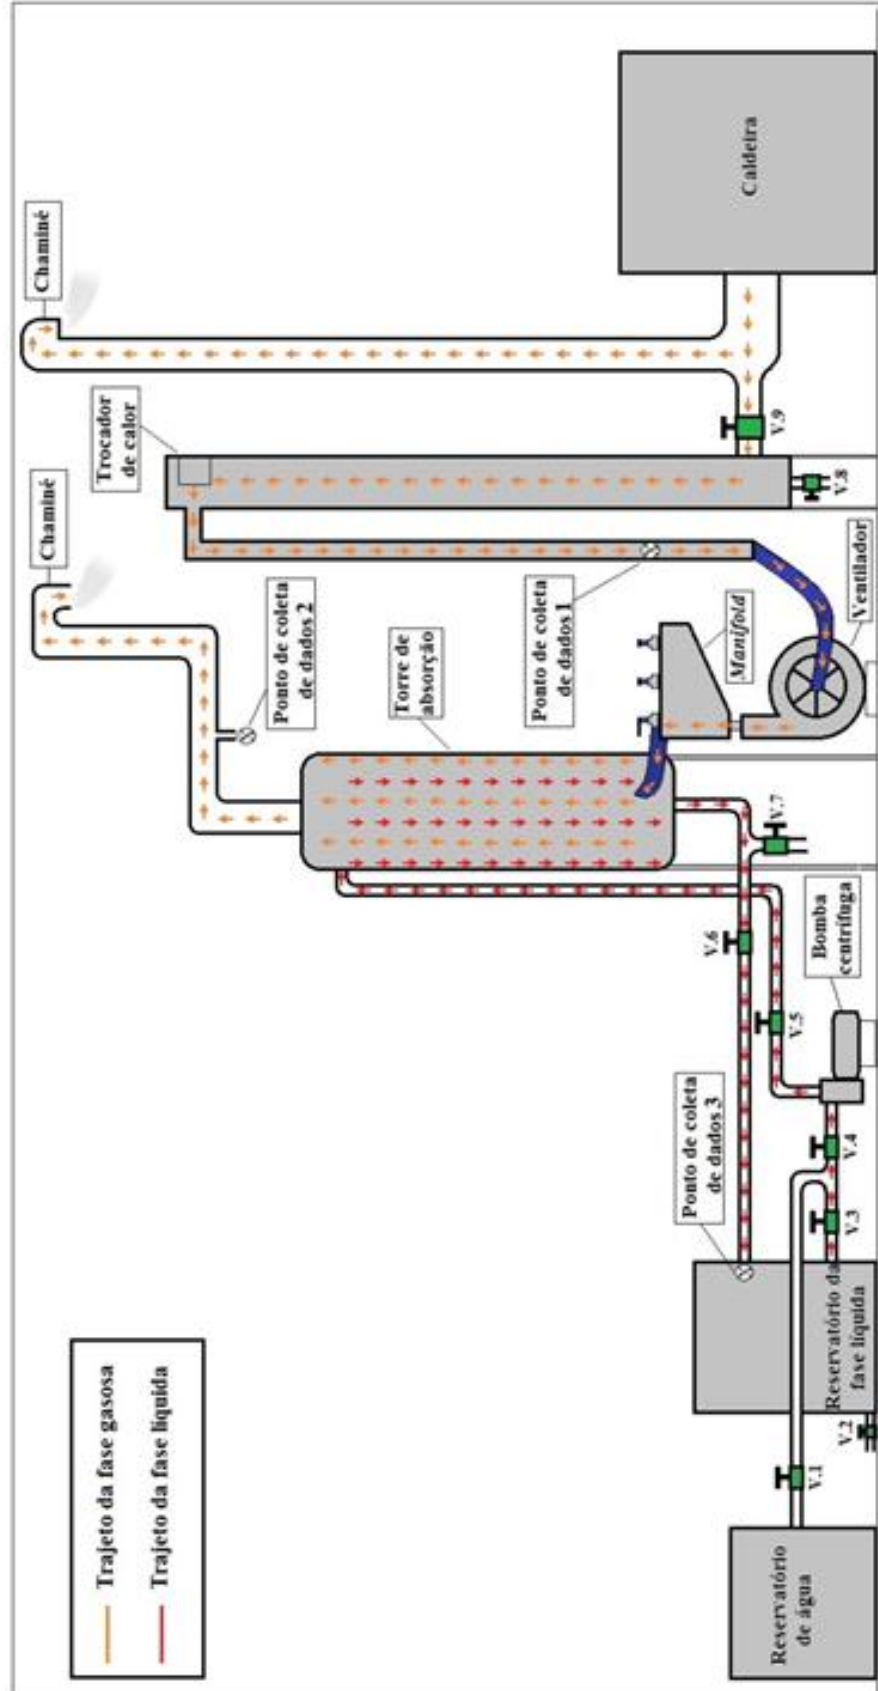 Trajeto da fase gasosa
Trajeto da fase líquida
Reservatório
de água
V.1
V.2
Reservatório da
fase líquida
Ponto de coleta
de dados 3
V.3
V.4
V.5
V.6
Bomba
centrífuga
V.7
Torre de
absorção
Ponto de coleta
de dados 2
Chaminé
Ponto de coleta
de dados 1
Manifold
Ventilador
Trocador
de calor
V.8
V.9
Chaminé
Caldeira